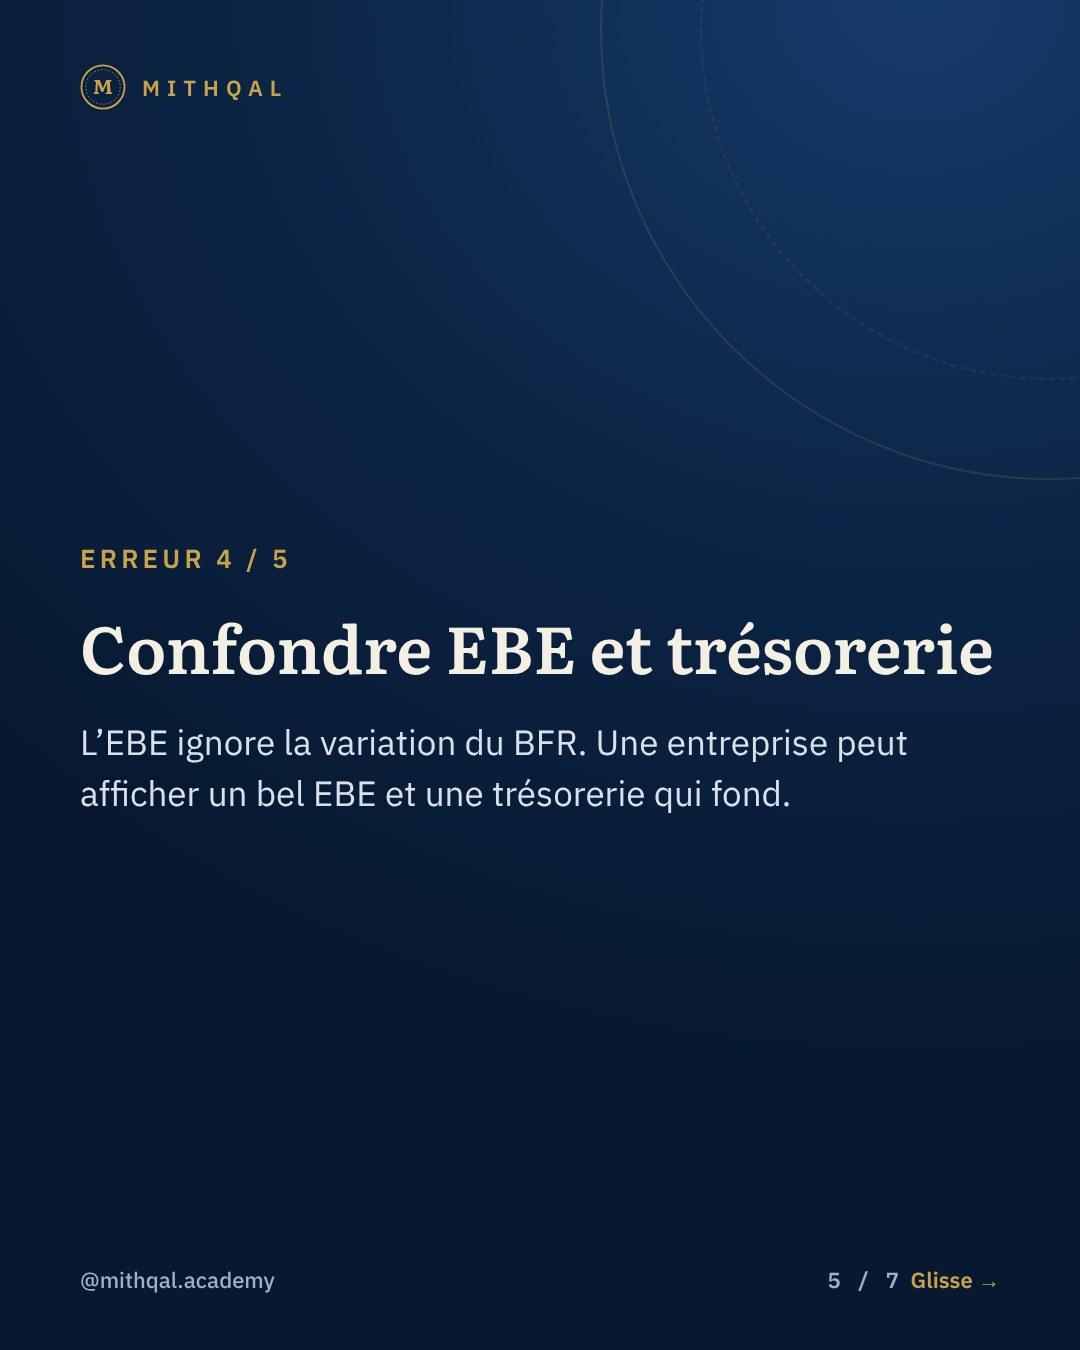 M MITHQAL
ERREUR 4 / 5
Confondre EBE et trésorerie
L’EBE ignore la variation du BFR. Une entreprise peut
afficher un bel EBE et une trésorerie qui fond.
@mithqal.academy
5 / 7 Glisse →